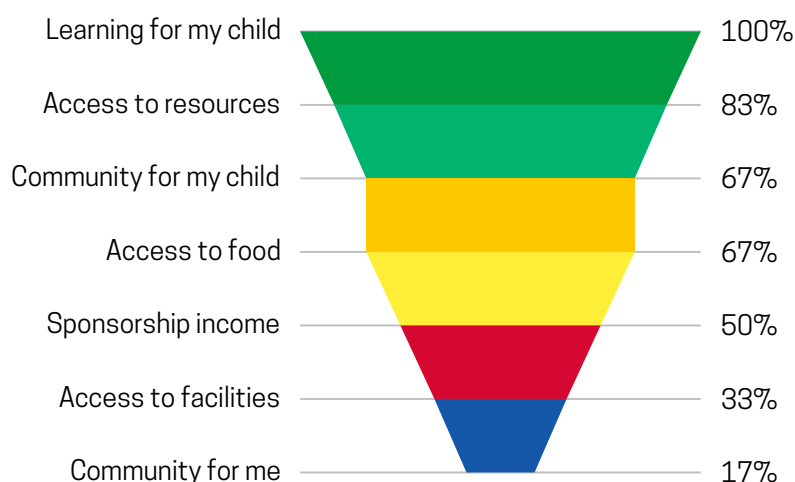 Learning for my child 100%
Access to resources 83%
Community for my child 67%
Access to food 67%
Sponsorship income 50%
Access to facilities 33%
Community for me 17%